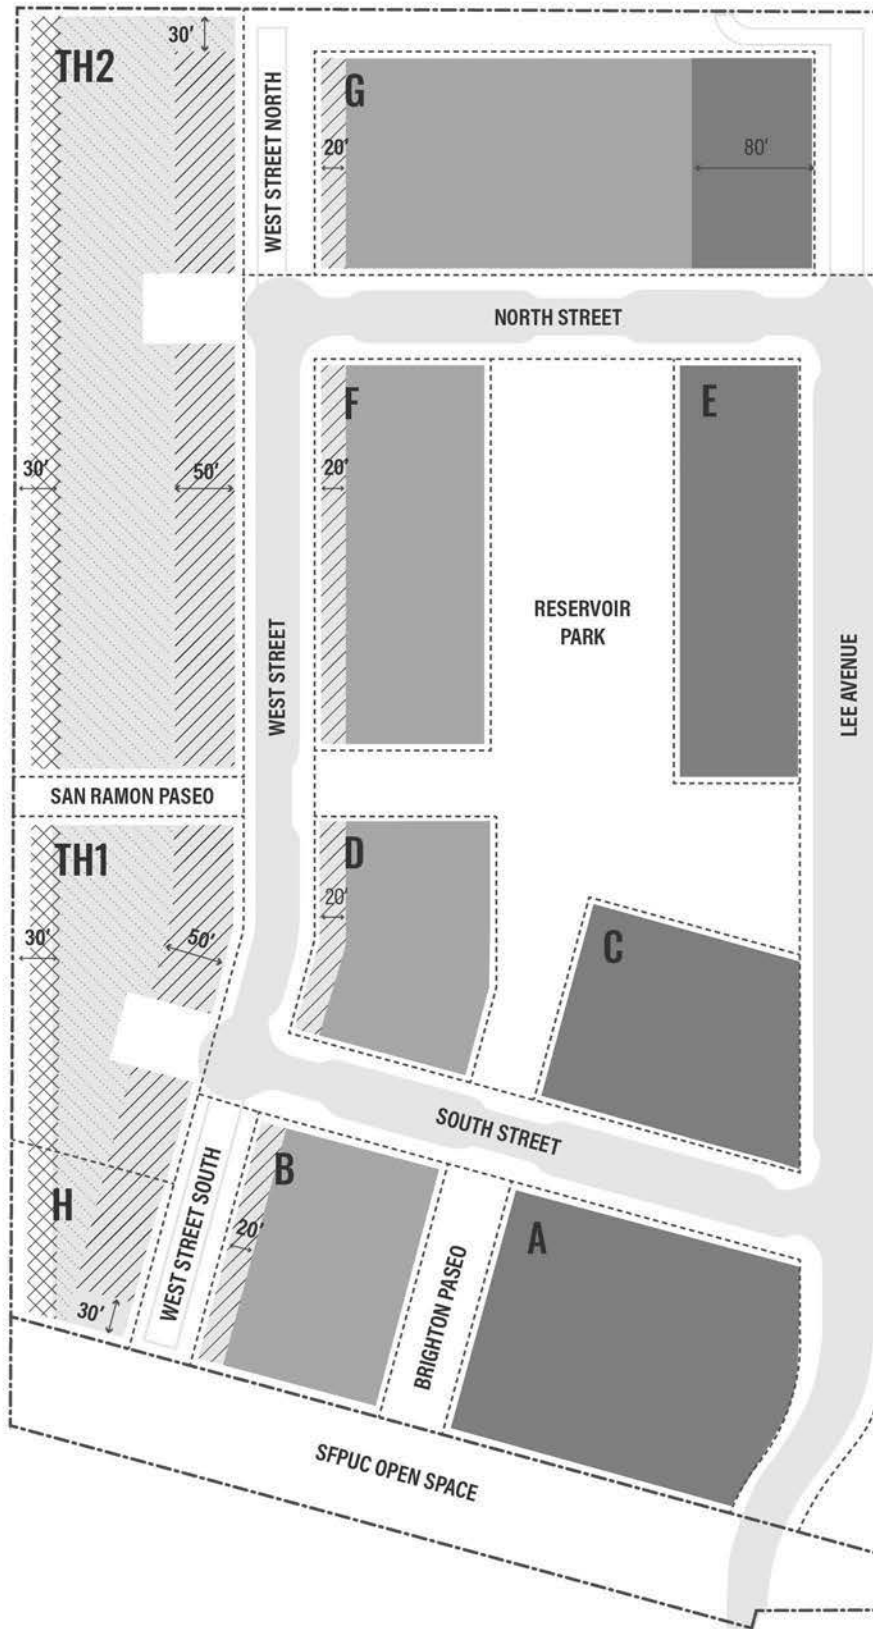 30'
TH2
WEST STREET NORTH
G
20'
80'
NORTH STREET
F
E
30'
50'
20'
RESERVOIR
PARK
WEST STREET
LEE AVENUE
SAN RAMON PASEO
TH1
D
20'
30'
50'
C
SOUTH STREET
H
WEST STREET SOUTH
B
20'
BRIGHTON PASEO
A
30'
SFPUC OPEN SPACE